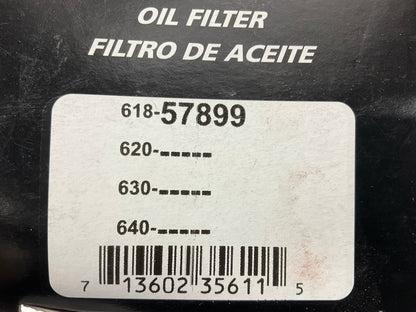 OIL FILTER
FILTRO DE ACEITE
618-57899
620-_____
630-_____
640-_____
7 13602 35611 5